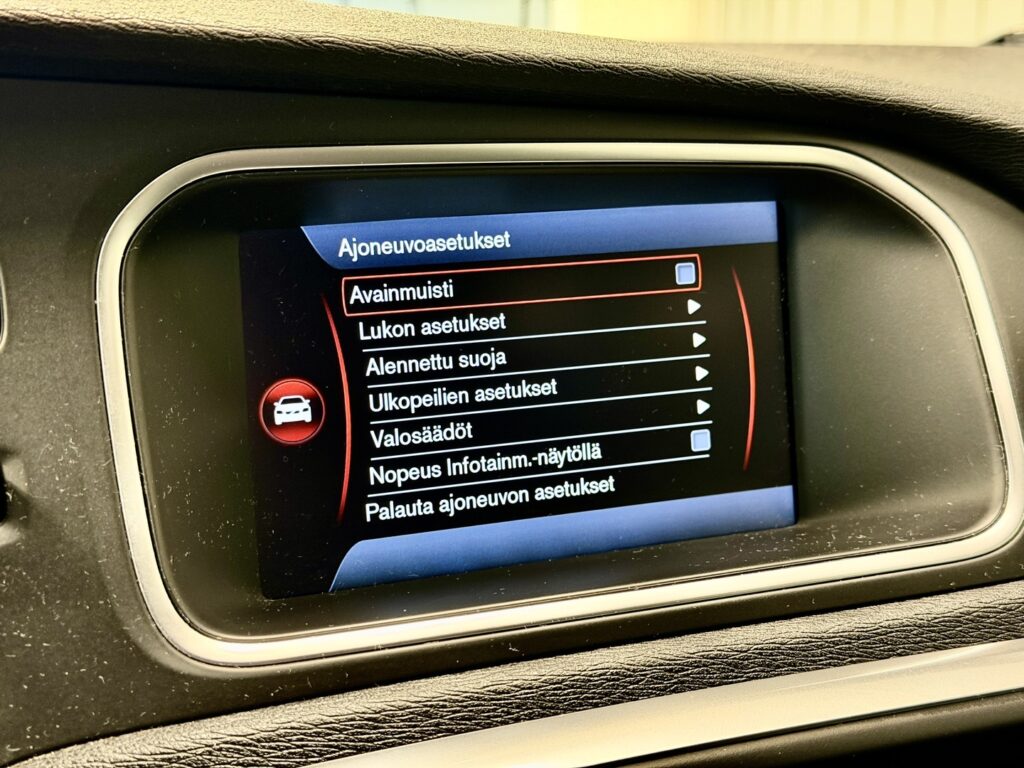 Ajoneuvoasetukset
Avainmuisti
Lukon asetukset
Alennettu suoja
Ulkopeilien asetukset
Valosäädöt
Nopeus Infotainm.-näytöllä
Palauta ajoneuvon asetukset